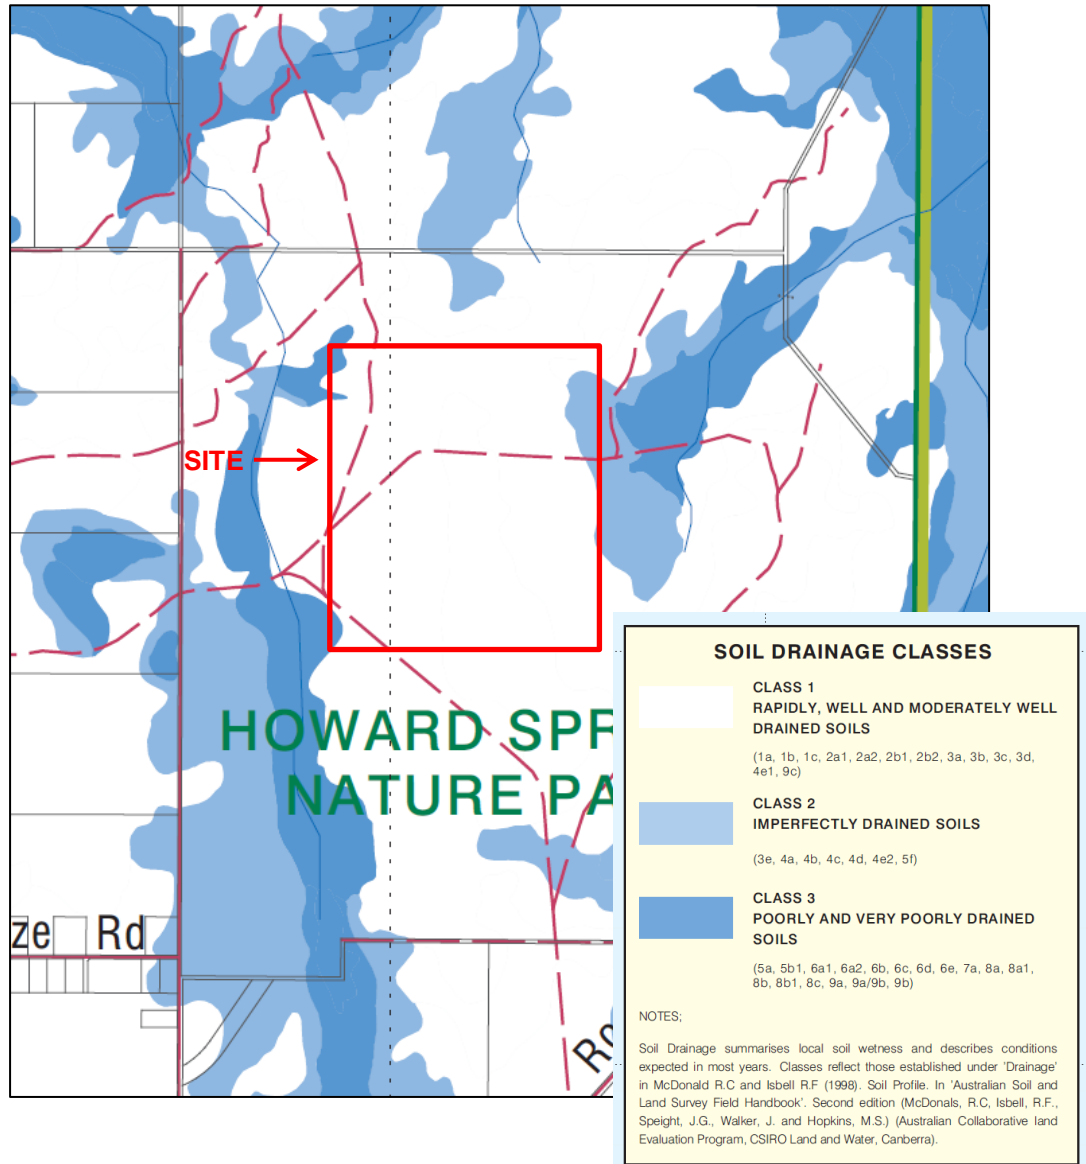 SITE
HOWARD SPR
NATURE PA
ze Rd
Ro
SOIL DRAINAGE CLASSES
CLASS 1
RAPIDLY, WELL AND MODERATELY WELL
DRAINED SOILS
(1a, 1b, 1c, 2a1, 2a2, 2b1, 2b2, 3a, 3b, 3c, 3d,
4e1, 9c)
CLASS 2
IMPERFECTLY DRAINED SOILS
(3e, 4a, 4b, 4c, 4d, 4e2, 5f)
CLASS 3
POORLY AND VERY POORLY DRAINED
SOILS
(5a, 5b1, 6a1, 6a2, 6b, 6c, 6d, 6e, 7a, 8a, 8a1,
8b, 8b1, 8c, 9a, 9a/9b, 9b)
NOTES;
Soil Drainage summarises local soil wetness and describes conditions
expected in most years. Classes reflect those established under 'Drainage'
in McDonald R.C and Isbell R.F (1998). Soil Profile. In 'Australian Soil and
Land Survey Field Handbook'. Second edition (McDonals, R.C, Isbell, R.F.,
Speight, J.G., Walker, J. and Hopkins, M.S.) (Australian Collaborative land
Evaluation Program, CSIRO Land and Water, Canberra).